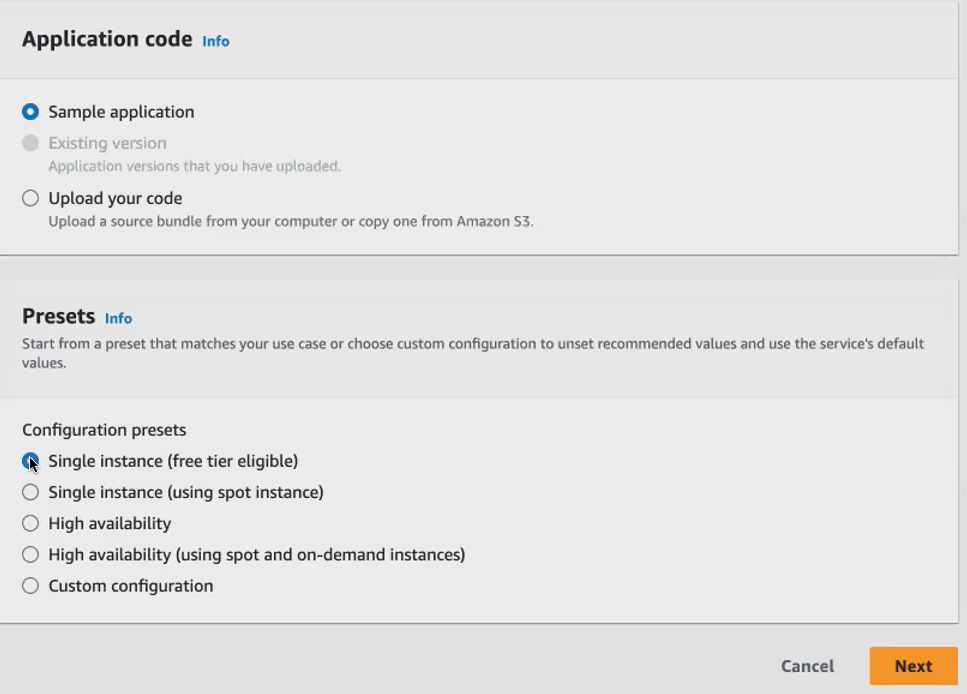 Application code Info
Sample application
Existing version
Application versions that you have uploaded.
Upload your code
Upload a source bundle from your computer or copy one from Amazon S3.
Presets Info
Start from a preset that matches your use case or choose custom configuration to unset recommended values and use the service's default
values.
Configuration presets
Single instance (free tier eligible)
Single instance (using spot instance)
High availability
High availability (using spot and on-demand instances)
Custom configuration
Cancel Next